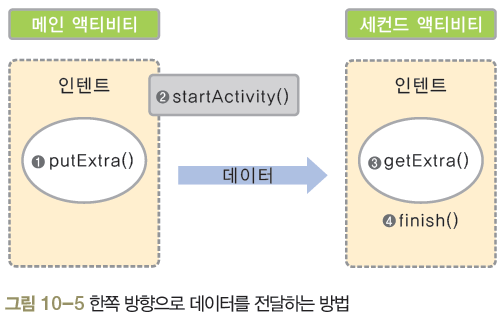 메인 액티비티
세컨드 액티비티
인텐트
❷ startActivity()
인텐트
❶ putExtra()
데이터
❸ getExtra()
❹ finish()
그림 10-5 한쪽 방향으로 데이터를 전달하는 방법